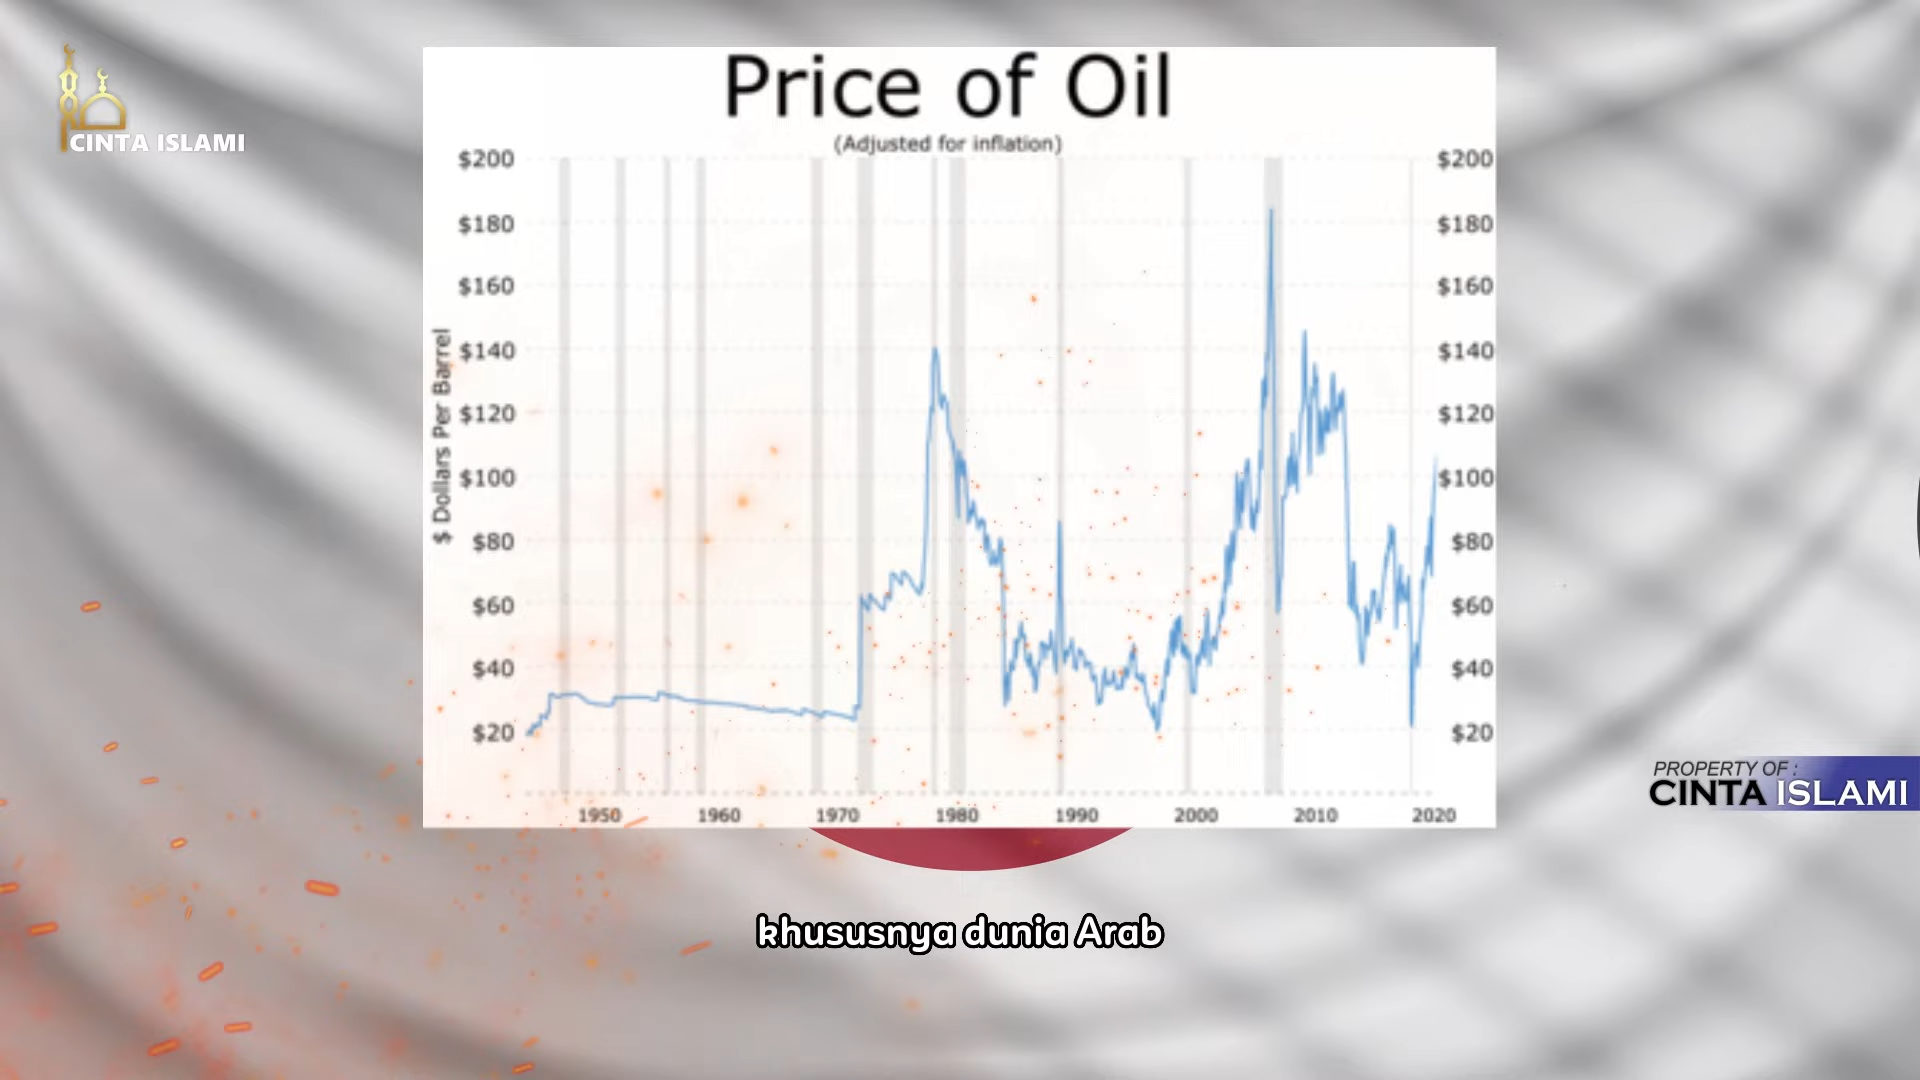 CINTA ISLAMI
Price of Oil
(Adjusted for inflation)
$ Dollars Per Barrel
$200
$180
$160
$140
$120
$100
$80
$60
$40
$20
$200
$180
$160
$140
$120
$100
$80
$60
$40
$20
1950 1960 1970 1980 1990 2000 2010 2020
PROPERTY OF :
CINTA ISLAMI
khususnya dunia Arab